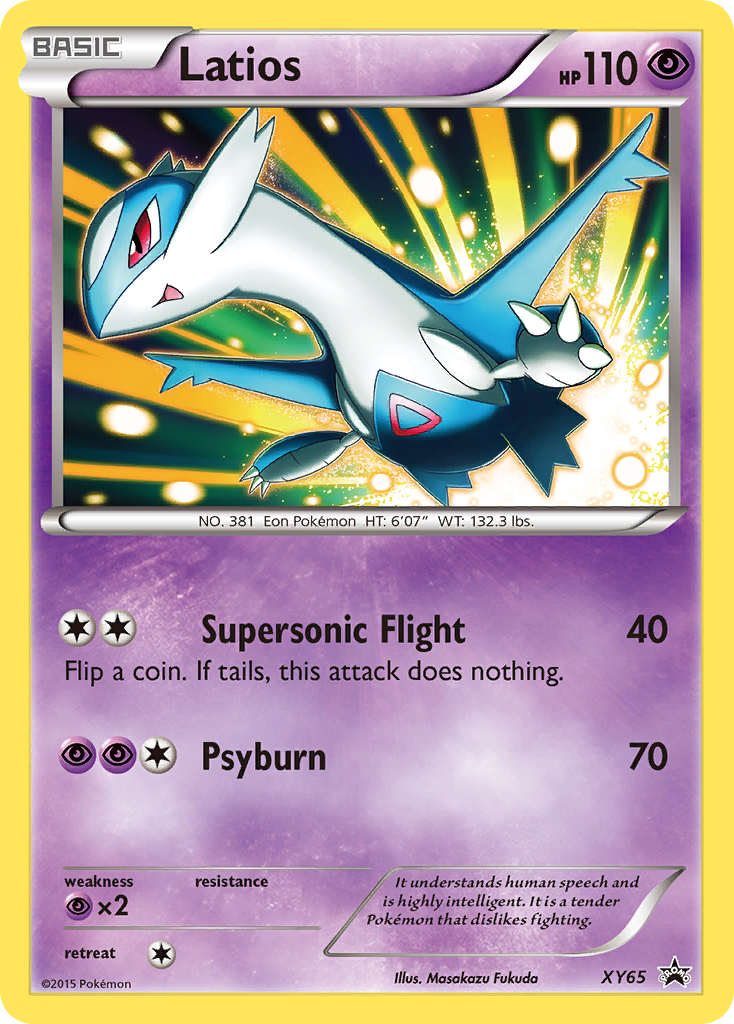 BASIC Latios HP110
NO. 381 Eon Pokémon HT: 6'07" WT: 132.3 lbs.
Supersonic Flight 40
Flip a coin. If tails, this attack does nothing.
Psyburn 70
weakness resistance
×2
retreat
It understands human speech and
is highly intelligent. It is a tender
Pokémon that dislikes fighting.
©2015 Pokémon Illus. Masakazu Fukuda XY65 PROMO